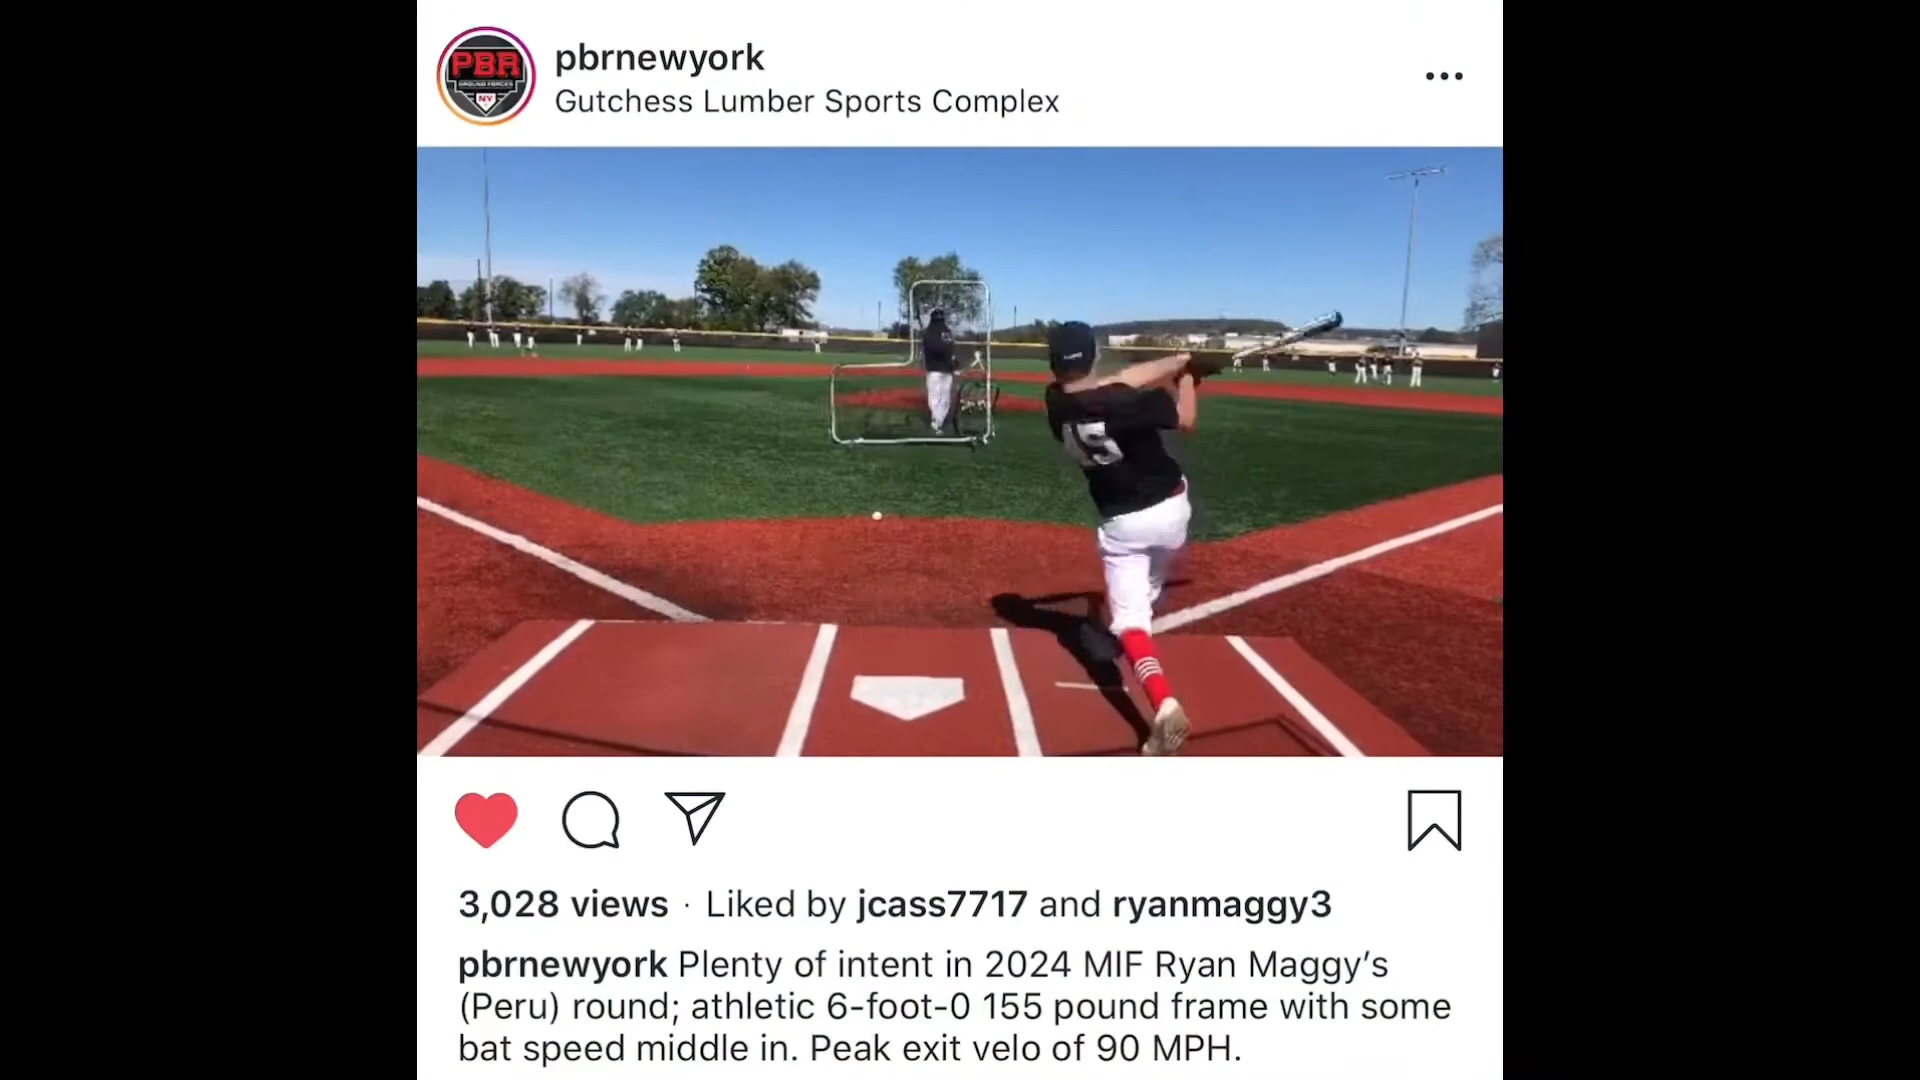 PBR
GROUND FORCES
NY
pbrnewyork
Gutchess Lumber Sports Complex
15
3,028 views · Liked by jcass7717 and ryanmaggy3
pbrnewyork Plenty of intent in 2024 MIF Ryan Maggy’s
(Peru) round; athletic 6-foot-0 155 pound frame with some
bat speed middle in. Peak exit velo of 90 MPH.